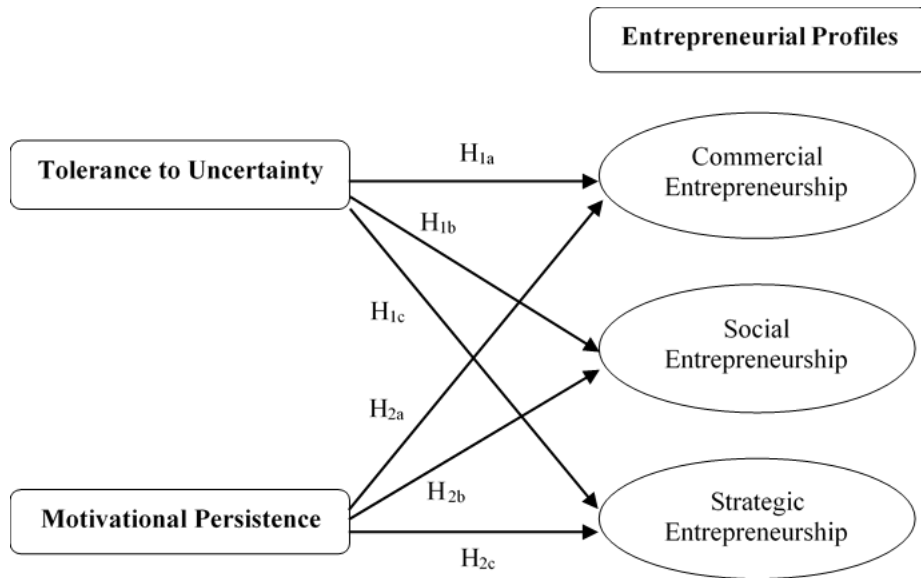 Entrepreneurial Profiles
Tolerance to Uncertainty
H1a
Commercial
Entrepreneurship
H1b
H1c
Social
Entrepreneurship
H2a
H2b
Motivational Persistence
Strategic
Entrepreneurship
H2c